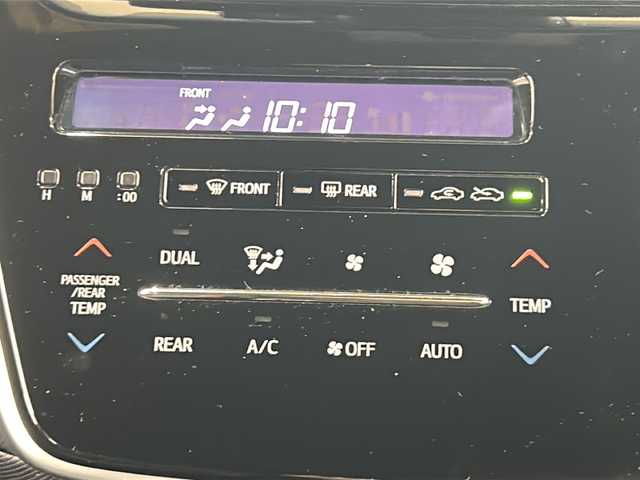 FRONT
10:10
FRONT REAR
H M :00
DUAL
PASSENGER
/REAR
TEMP
TEMP
REAR A/C OFF AUTO